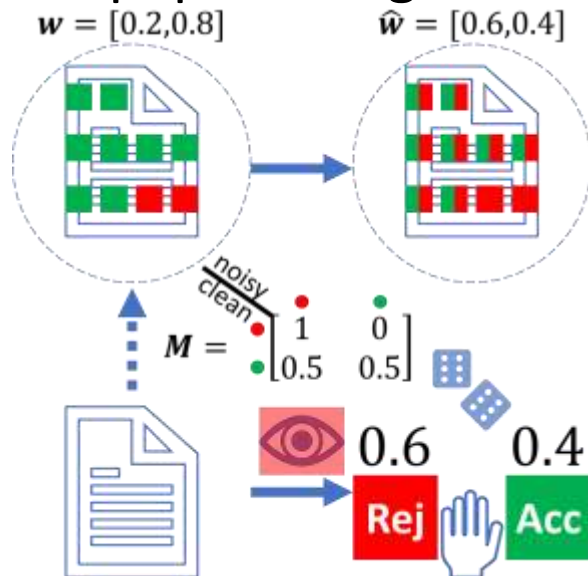 w = [0.2,0.8]
ŵ = [0.6,0.4]
noisy
clean
M = [1 0
0.5 0.5]
0.6 0.4
Rej Acc